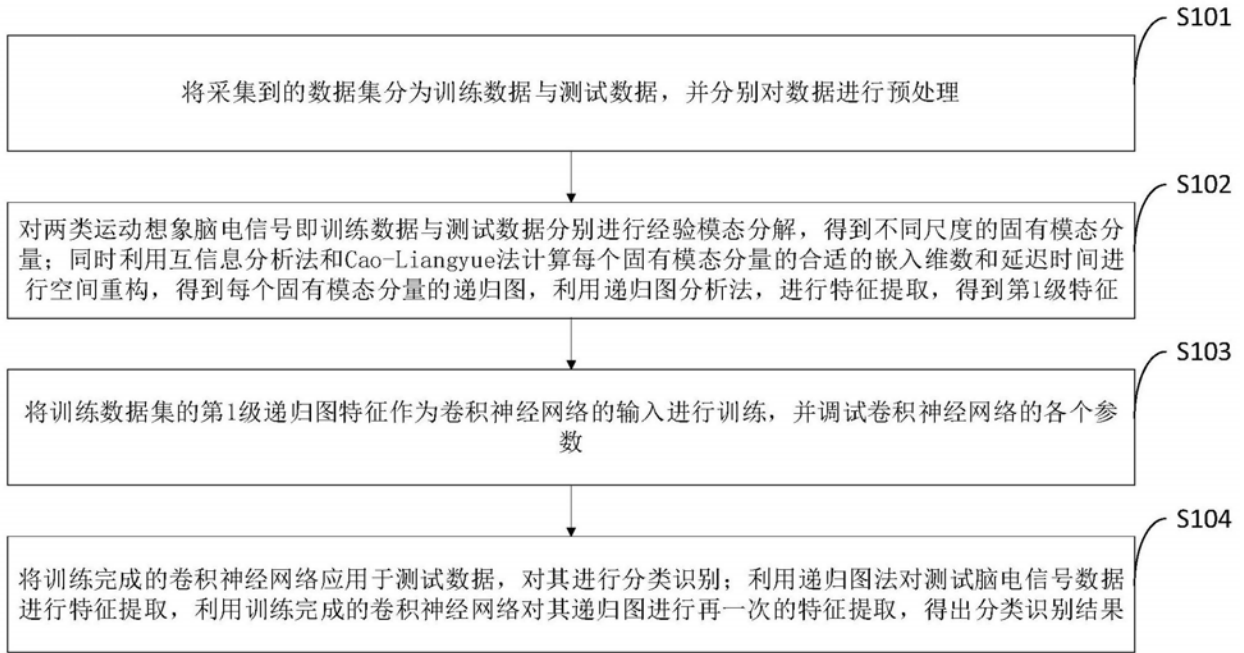 S101
将采集到的数据集分为训练数据与测试数据，并分别对数据进行预处理
S102
对两类运动想象脑电信号即训练数据与测试数据分别进行经验模态分解，得到不同尺度的固有模态分
量；同时利用互信息分析法和Cao-Liangyue法计算每个固有模态分量的合适的嵌入维数和延迟时间进
行空间重构，得到每个固有模态分量的递归图，利用递归图分析法，进行特征提取，得到第1级特征
S103
将训练数据集的第1级递归图特征作为卷积神经网络的输入进行训练，并调试卷积神经网络的各个参
数
S104
将训练完成的卷积神经网络应用于测试数据，对其进行分类识别；利用递归图法对测试脑电信号数据
进行特征提取，利用训练完成的卷积神经网络对其递归图进行再一次的特征提取，得出分类识别结果